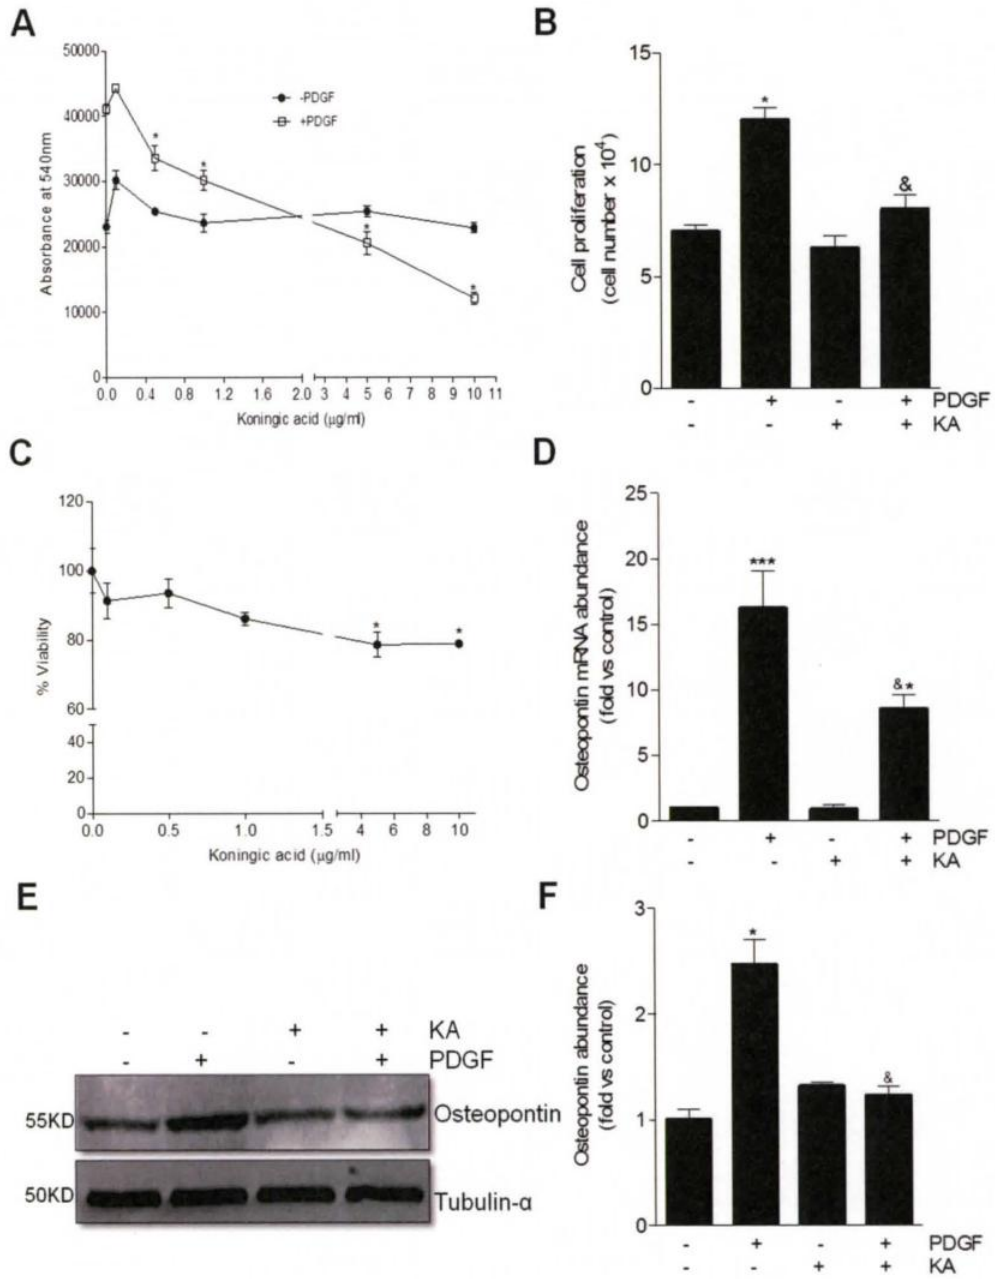 A
50000
40000
30000
20000
10000
0
Absorbance at 540nm
-PDGF
+PDGF
*
*
*
*
0.0 0.4 0.8 1.2 1.6 2.0 3 4 5 6 7 8 9 10 11
Koningic acid (µg/ml)
B
15
10
5
0
Cell proliferation
(cell number x 10⁴)
*
&
- + - + PDGF
- - + + KA
C
120
100
80
60
40
20
0
% Viability
*
*
0.0 0.5 1.0 1.5 4 6 8 10
Koningic acid (µg/ml)
D
25
20
15
10
5
0
Osteopontin mRNA abundance
(fold vs control)
***
&*
- + - + PDGF
- - + + KA
E
- - + + KA
- + - + PDGF
55KD
Osteopontin
50KD
Tubulin-α
F
3
2
1
0
Osteopontin abundance
(fold vs control)
*
&
- + - + PDGF
- - + + KA